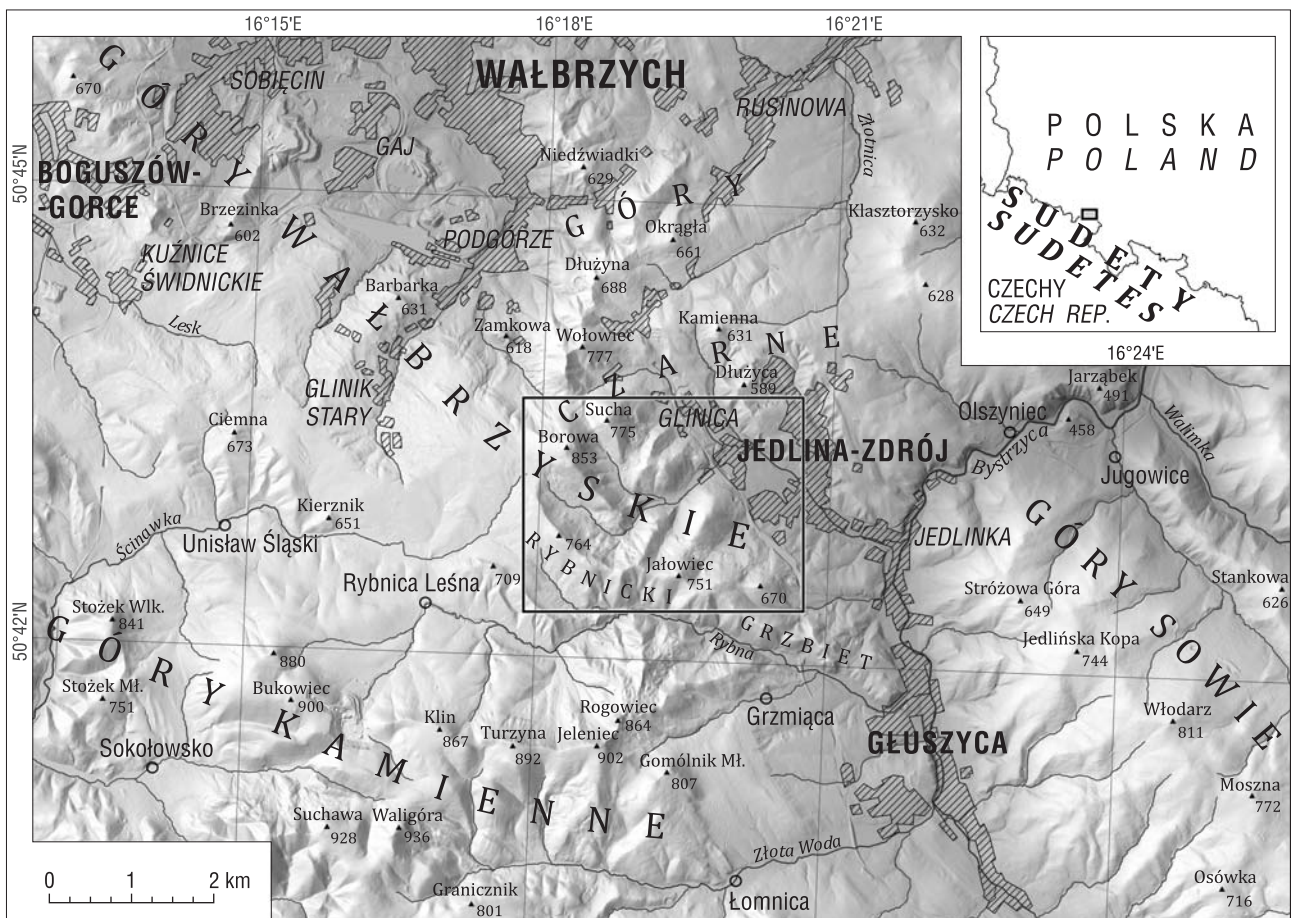 16°15'E
16°18'E
16°21'E
50°45'N
50°42'N
16°24'E
GÓRY WAŁBRZYSKIE
670
SOBIĘCIN
WAŁBRZYCH
RUSINOWA
GAJ
Złotnica
BOGUSZÓW-
-GORCE
Niedźwiadki
629
Brzezinka
602
GÓRY CZARNE
Okrągła
661
Klasztorzysko
632
KUŹNICE
ŚWIDNICKIE
PODGÓRZE
Dłużyna
688
628
Barbarka
631
Lesk
Zamkowa
618
Wołowiec
777
Kamienna
631
Dłużyca
589
GLINIK
STARY
Sucha
775
GLINICA
Borowa
853
JEDLINA-ZDRÓJ
Ciemna
673
Jarząbek
491
Olszyniec
458
Bystrzyca
Walimka
Jugowice
Kierznik
651
Ścinawka
Unisław Śląski
764
RYBNICKI GRZBIET
Jałowiec
751
670
JEDLINKA
GÓRY SOWIE
Rybnica Leśna
709
Stróżowa Góra
649
Stankowa
626
Stożek Wlk.
841
GÓRY KAMIENNE
880
Rybna
Jedlińska Kopa
744
Stożek Mł.
751
Bukowiec
900
Klin
867
Turzyna
892
Rogowiec
864
Jeleniec
902
Grzmiąca
Włodarz
811
Sokołowsko
GŁUSZYCA
Gomólnik Mł.
807
Moszna
772
Suchawa
928
Waligóra
936
Złota Woda
Granicznik
801
Łomnica
Osówka
716
0 1 2 km
POLSKA
POLAND
SUDETY
SUDETES
CZECHY
CZECH REP.